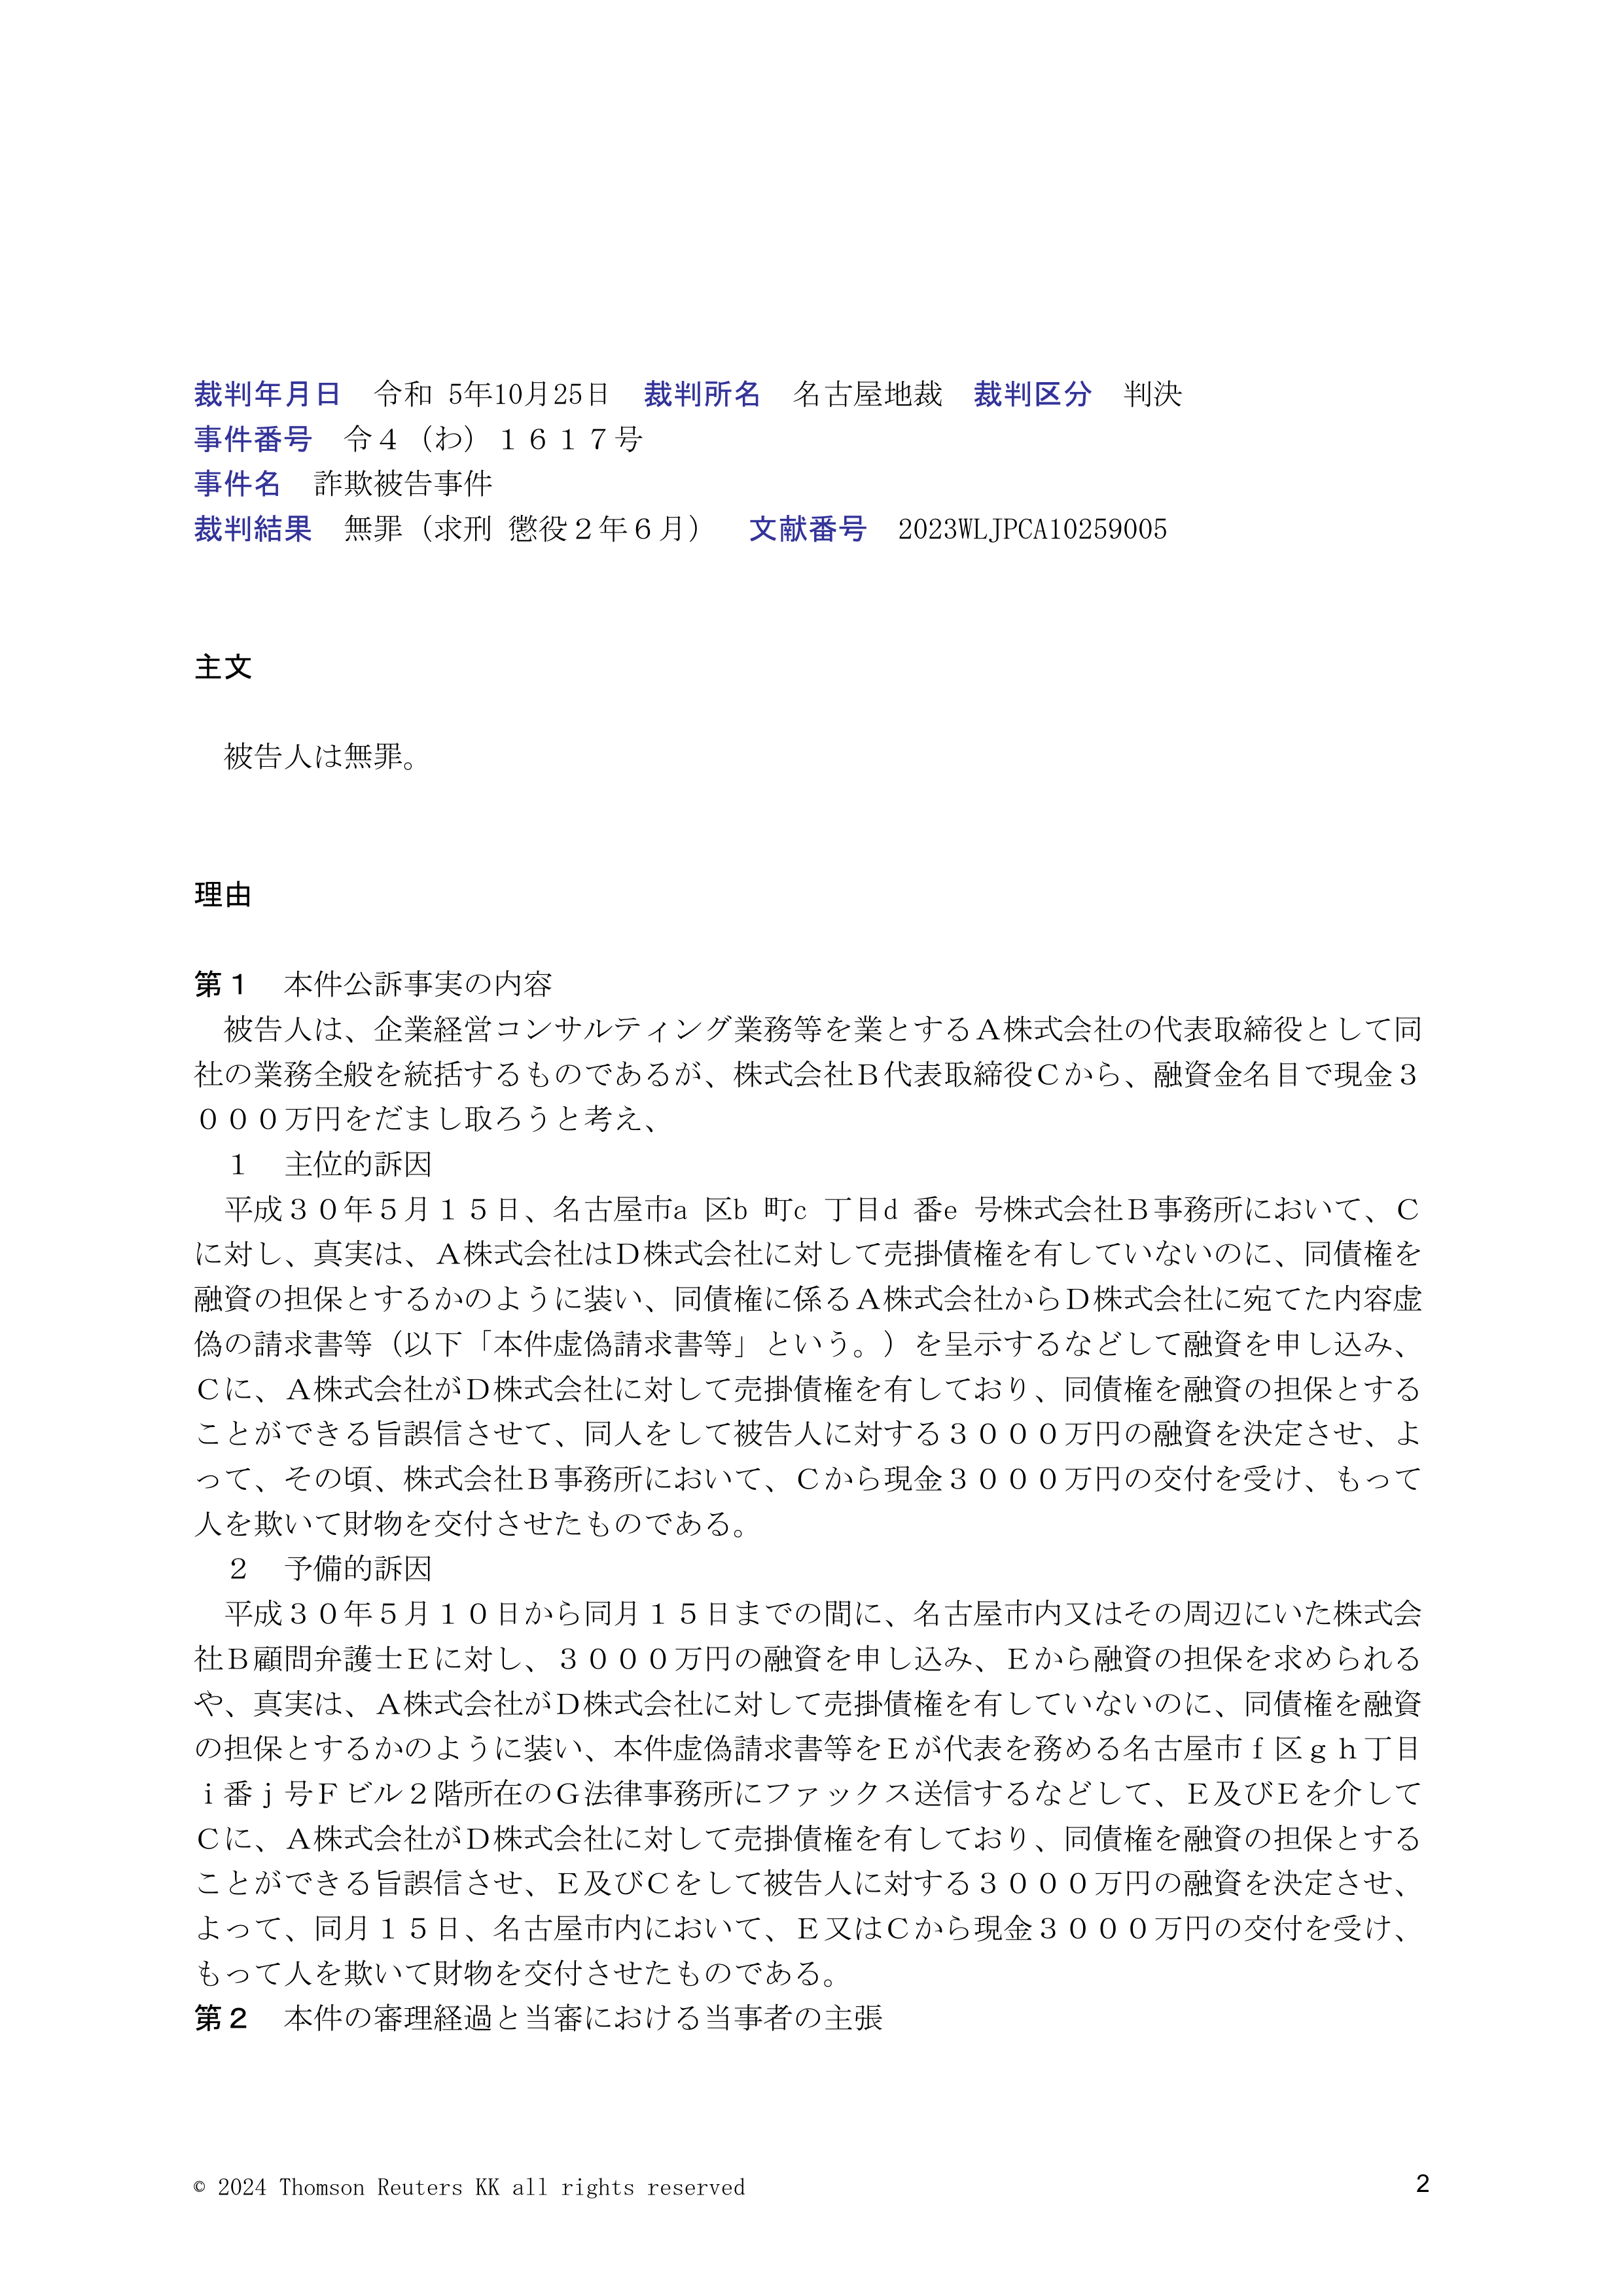 裁判年月日　令和 5年10月25日　裁判所名　名古屋地裁　裁判区分　判決
事件番号　令４（わ）１６１７号
事件名　詐欺被告事件
裁判結果　無罪（求刑 懲役２年６月）　文献番号　2023WLJPCA10259005
主文
被告人は無罪。
理由
第１　本件公訴事実の内容
　被告人は、企業経営コンサルティング業務等を業とするＡ株式会社の代表取締役として同
社の業務全般を統括するものであるが、株式会社Ｂ代表取締役Ｃから、融資金名目で現金３
０００万円をだまし取ろうと考え、
　１　主位的訴因
　平成３０年５月１５日、名古屋市a 区b 町c 丁目d 番e 号株式会社Ｂ事務所において、Ｃ
に対し、真実は、Ａ株式会社はＤ株式会社に対して売掛債権を有していないのに、同債権を
融資の担保とするかのように装い、同債権に係るＡ株式会社からＤ株式会社に宛てた内容虚
偽の請求書等（以下「本件虚偽請求書等」という。）を呈示するなどして融資を申し込み、
Ｃに、Ａ株式会社がＤ株式会社に対して売掛債権を有しており、同債権を融資の担保とする
ことができる旨誤信させて、同人をして被告人に対する３０００万円の融資を決定させ、よ
って、その頃、株式会社Ｂ事務所において、Ｃから現金３０００万円の交付を受け、もって
人を欺いて財物を交付させたものである。
　２　予備的訴因
　平成３０年５月１０日から同月１５日までの間に、名古屋市内又はその周辺にいた株式会
社Ｂ顧問弁護士Ｅに対し、３０００万円の融資を申し込み、Ｅから融資の担保を求められる
や、真実は、Ａ株式会社がＤ株式会社に対して売掛債権を有していないのに、同債権を融資
の担保とするかのように装い、本件虚偽請求書等をＥが代表を務める名古屋市ｆ区ｇｈ丁目
ｉ番ｊ号Ｆビル２階所在のＧ法律事務所にファックス送信するなどして、Ｅ及びＥを介して
Ｃに、Ａ株式会社がＤ株式会社に対して売掛債権を有しており、同債権を融資の担保とする
ことができる旨誤信させ、Ｅ及びＣをして被告人に対する３０００万円の融資を決定させ、
よって、同月１５日、名古屋市内において、Ｅ又はＣから現金３０００万円の交付を受け、
もって人を欺いて財物を交付させたものである。
第２　本件の審理経過と当審における当事者の主張
© 2024 Thomson Reuters KK all rights reserved
2